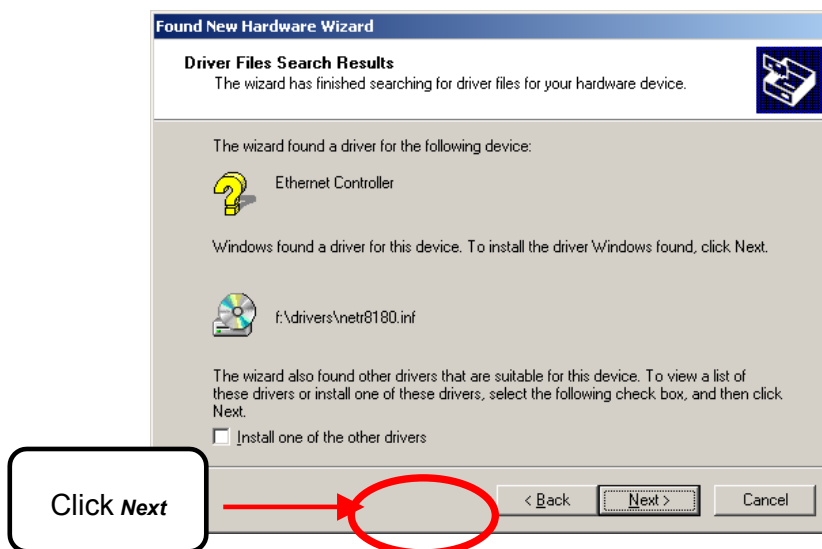 Found New Hardware Wizard
Driver Files Search Results
The wizard has finished searching for driver files for your hardware device.
The wizard found a driver for the following device:
Ethernet Controller
Windows found a driver for this device. To install the driver Windows found, click Next.
f:\drivers\netr8180.inf
The wizard also found other drivers that are suitable for this device. To view a list of
these drivers or install one of these drivers, select the following check box, and then click
Next.
Install one of the other drivers
< Back Next > Cancel
Click Next